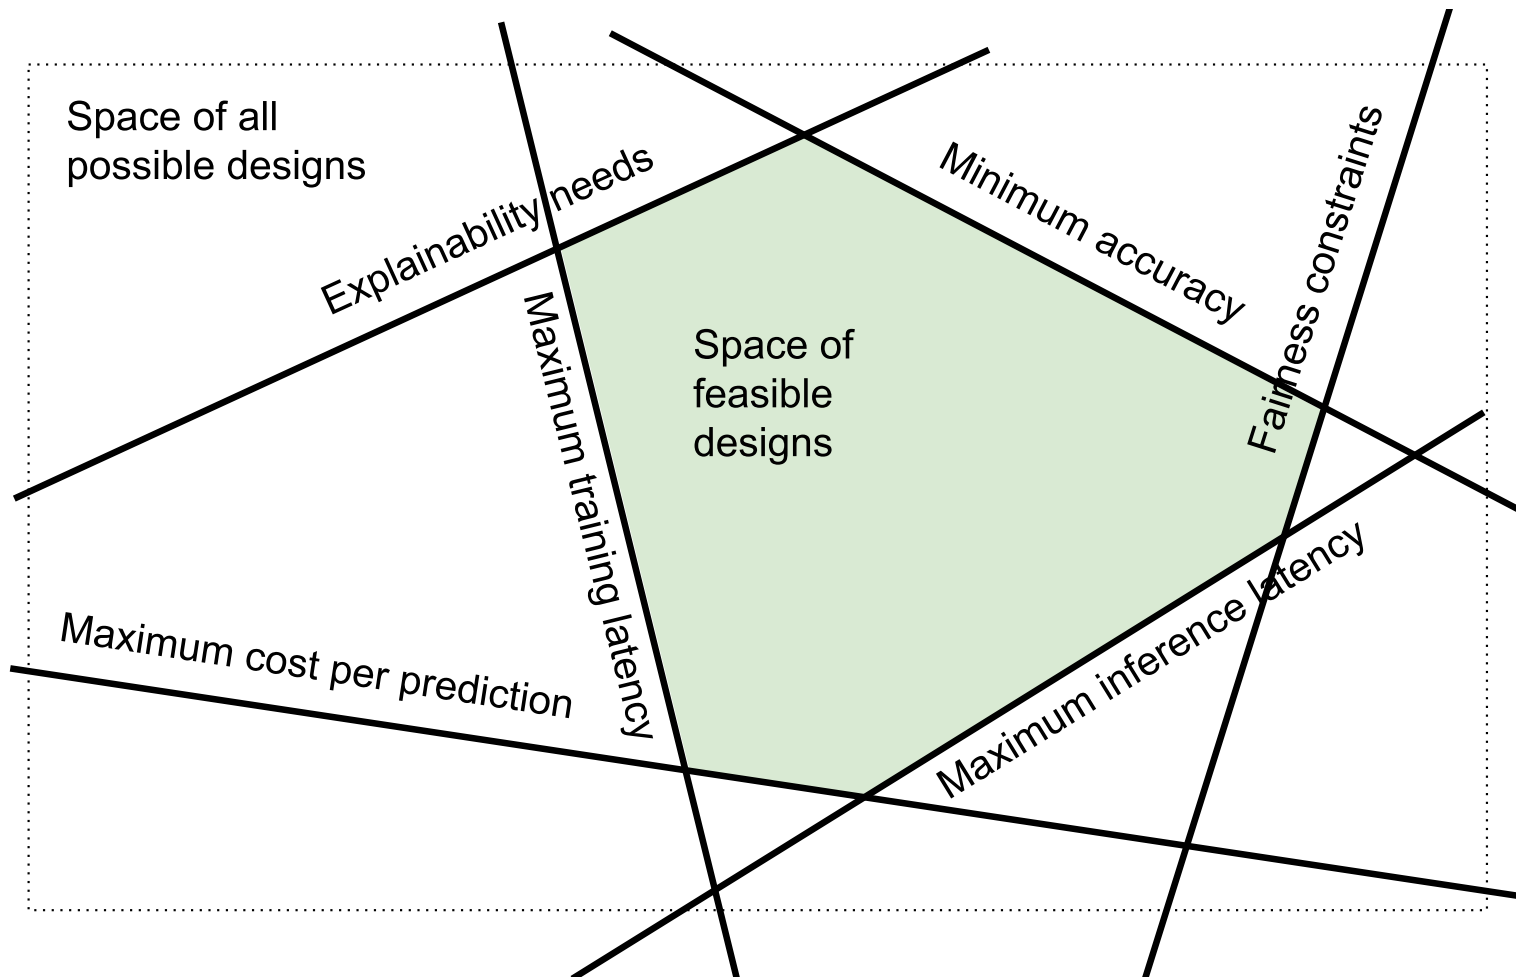 Space of all
possible designs
Explainability needs
Minimum accuracy
Fairness constraints
Maximum training latency
Space of
feasible
designs
Maximum cost per prediction
Maximum inference latency